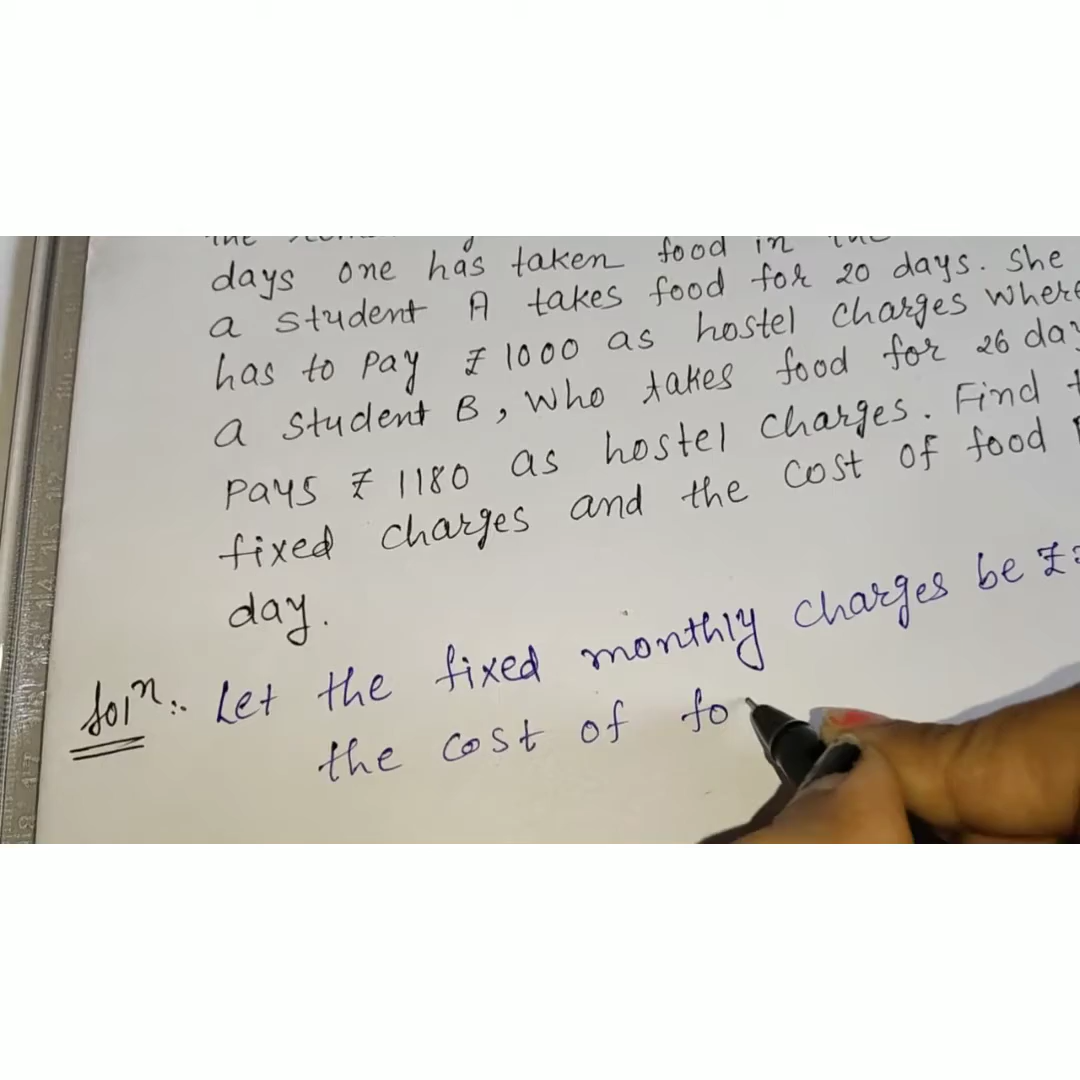 days one has taken food in
a student A takes food for 20 days. She
has to pay ₹ 1000 as hostel charges where
a student B, who takes food for 26 day
pays ₹ 1180 as hostel charges. Find
fixed charges and the cost of food
day.
Soln:. Let the fixed monthly charges be ₹
the cost of fo